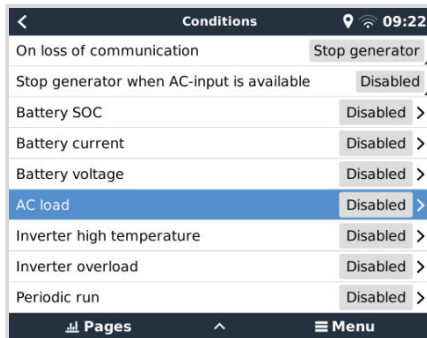 Conditions 09:22
On loss of communication Stop generator
Stop generator when AC-input is available Disabled
Battery SOC Disabled
Battery current Disabled
Battery voltage Disabled
AC load Disabled
Inverter high temperature Disabled
Inverter overload Disabled
Periodic run Disabled
Pages Menu